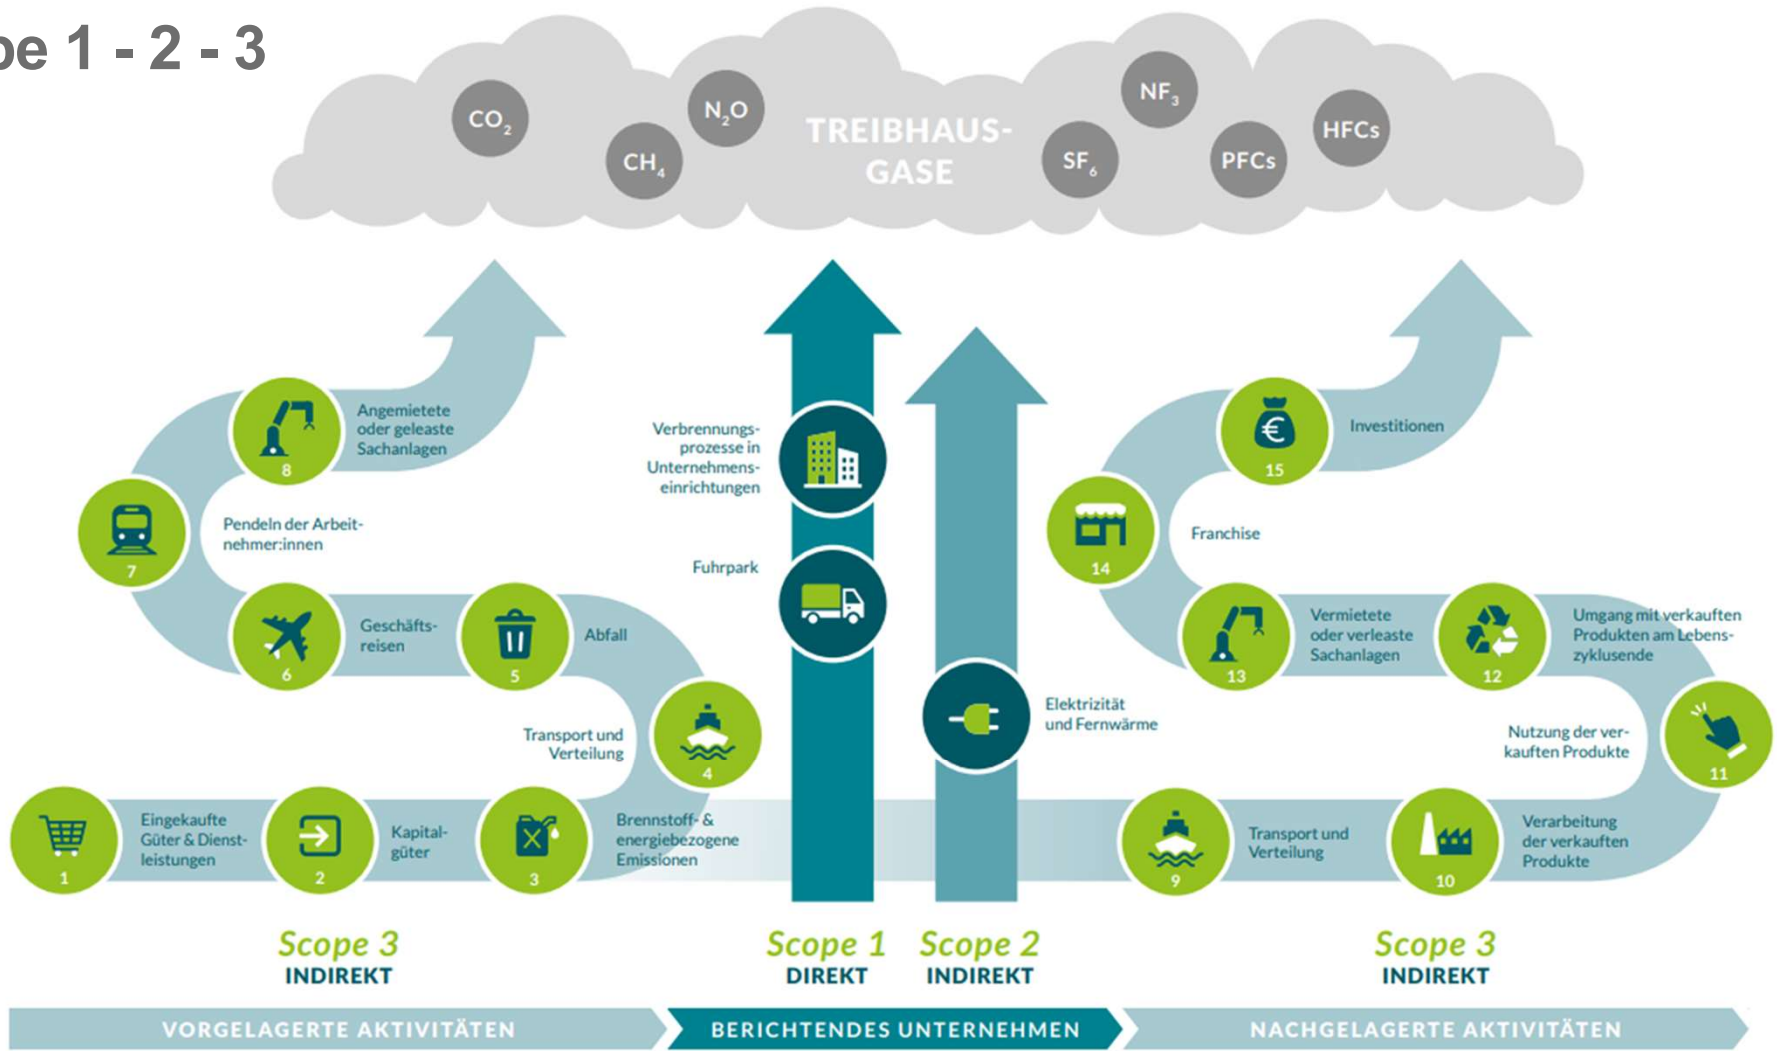 pe 1 - 2 - 3
CO2
CH4
N2O
TREIBHAUS-
GASE
SF6
NF3
PFCs
HFCs
8
Angemietete
oder geleaste
Sachanlagen
7
Pendeln der Arbeit-
nehmer:innen
6
Geschäfts-
reisen
5
Abfall
4
Transport und
Verteilung
1
Eingekaufte
Güter & Dienst-
leistungen
2
Kapital-
güter
3
Brennstoff- &
energiebezogene
Emissionen
Verbrennungs-
prozesse in
Unternehmens-
einrichtungen
Fuhrpark
Elektrizität
und Fernwärme
15
Investitionen
14
Franchise
13
Vermietete
oder verleaste
Sachanlagen
12
Umgang mit verkauften
Produkten am Lebens-
zyklusende
11
Nutzung der ver-
kauften Produkte
9
Transport und
Verteilung
10
Verarbeitung
der verkauften
Produkte
Scope 3
INDIREKT
Scope 1
DIREKT
Scope 2
INDIREKT
Scope 3
INDIREKT
VORGELAGERTE AKTIVITÄTEN
BERICHTENDES UNTERNEHMEN
NACHGELAGERTE AKTIVITÄTEN